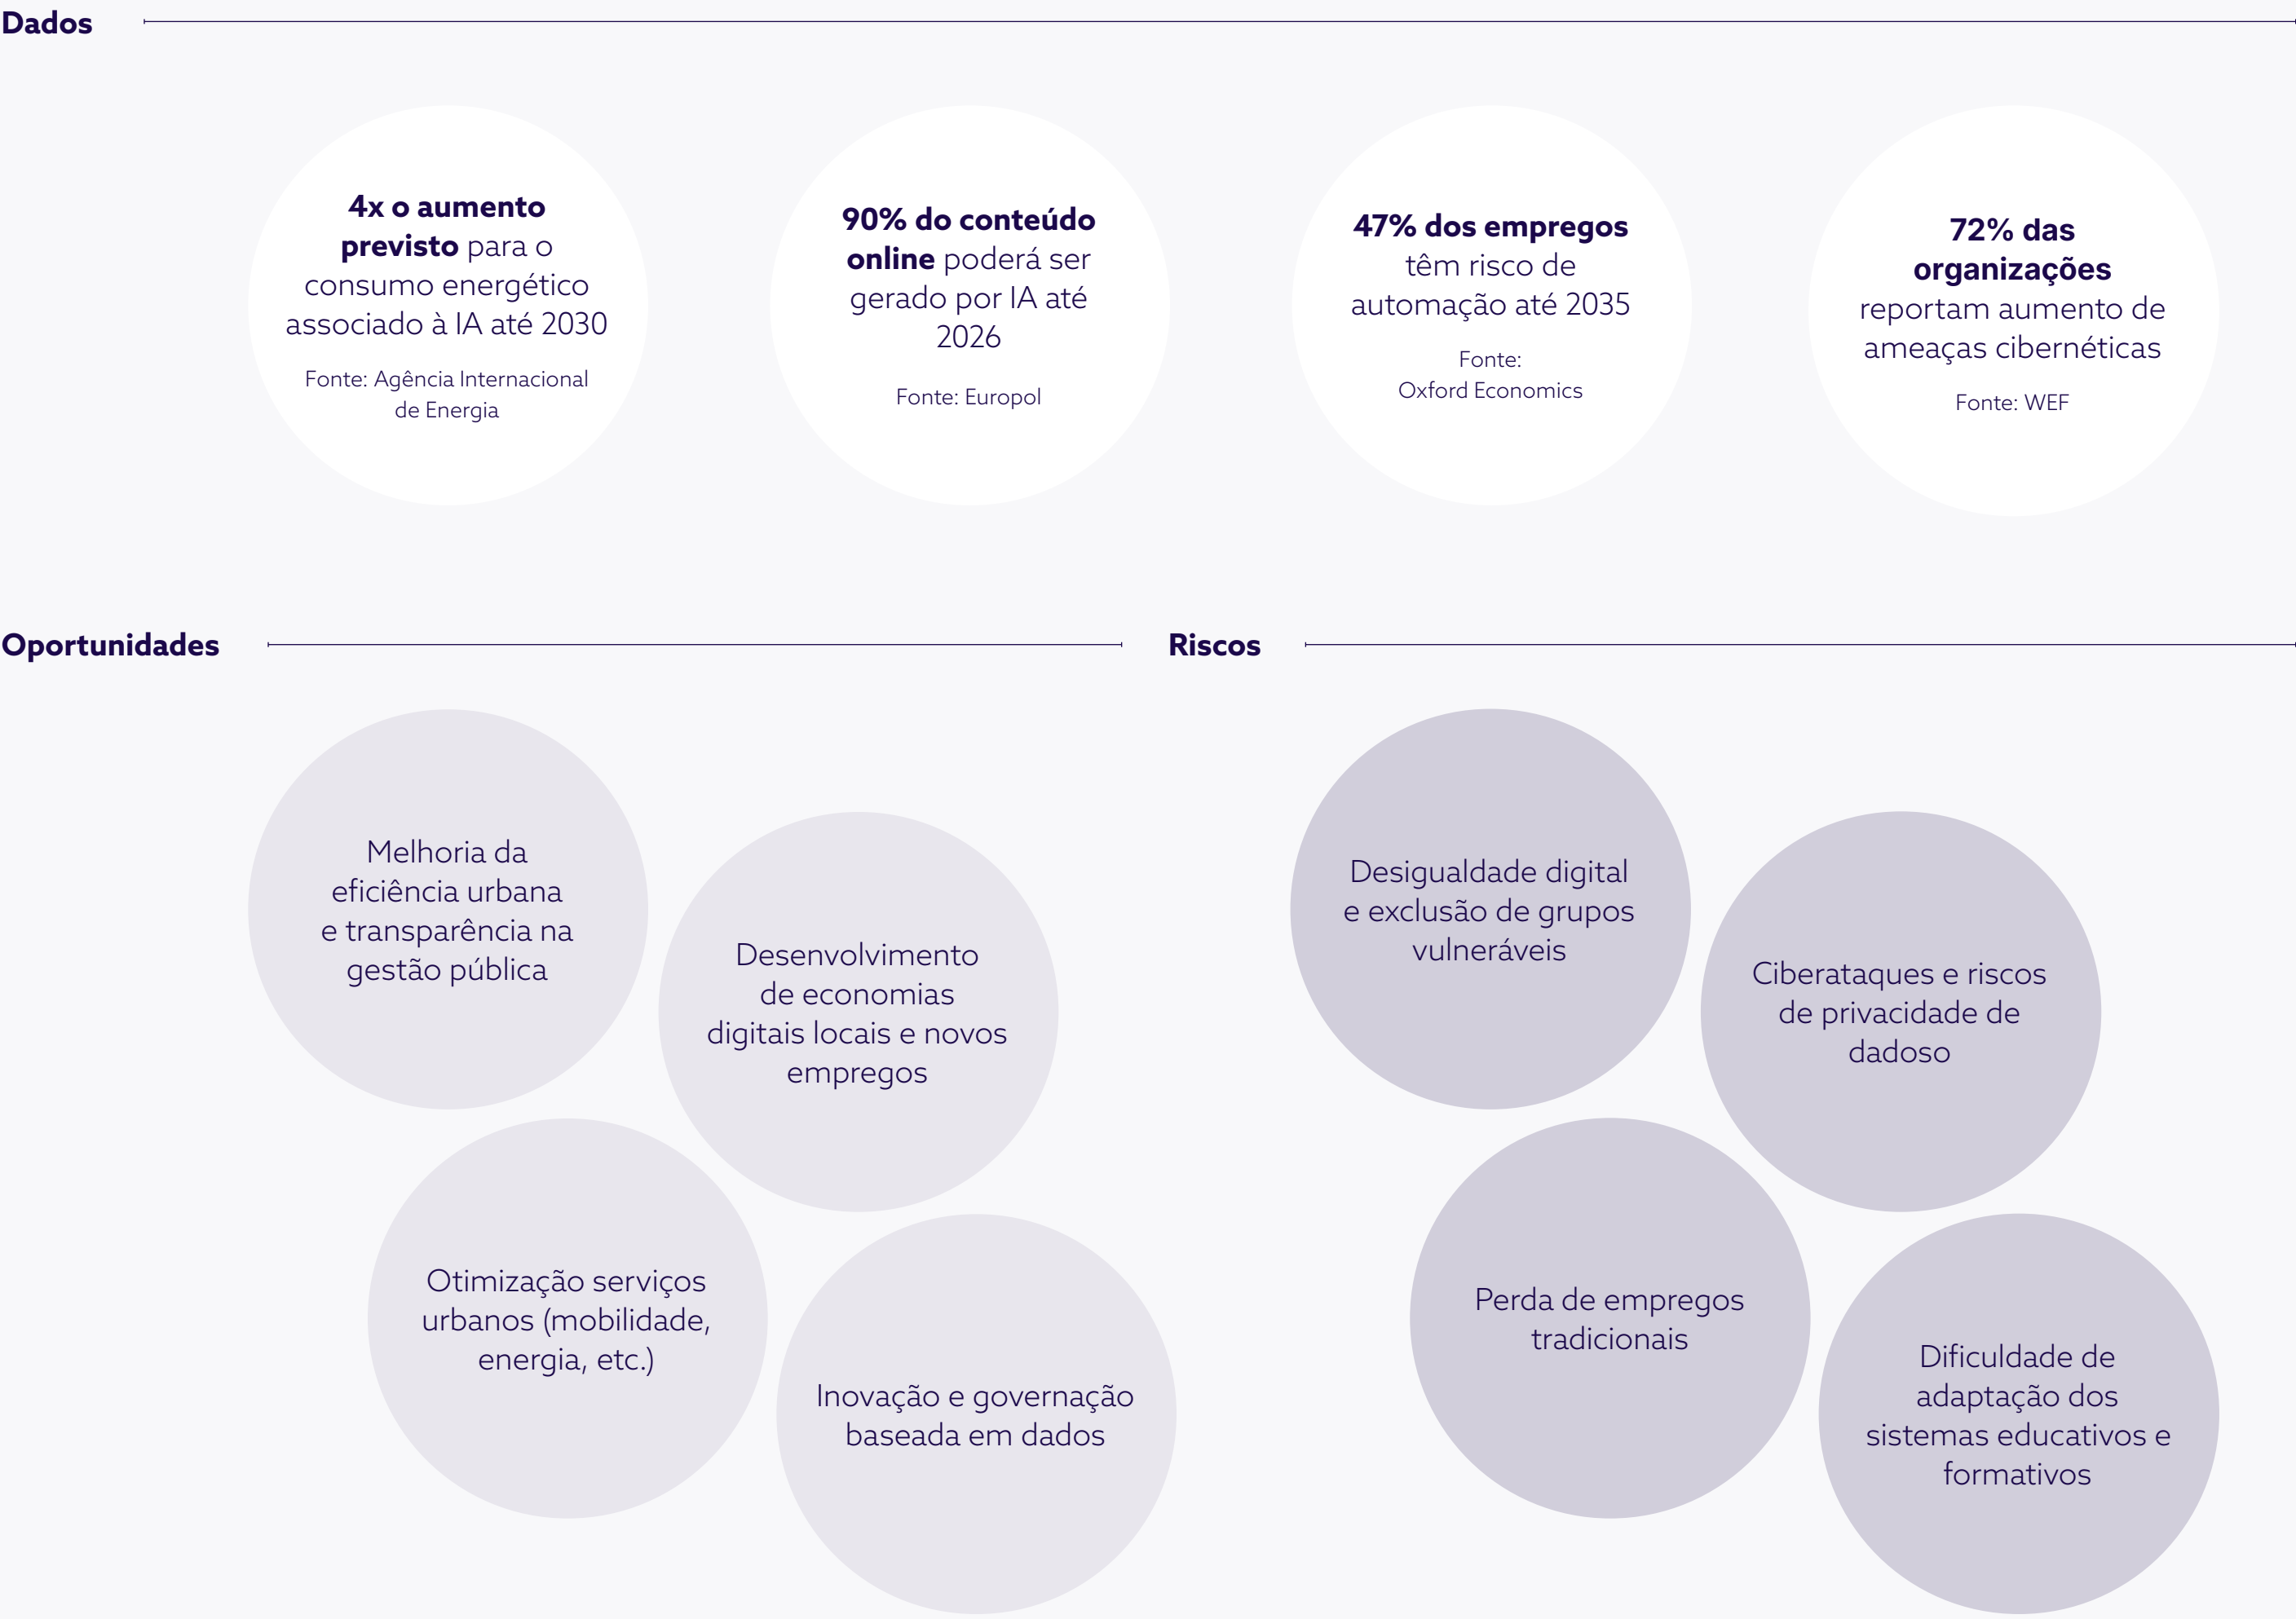 Dados
4x o aumento
previsto para o
consumo energético
associado à IA até 2030
Fonte: Agência Internacional
de Energia
90% do conteúdo
online poderá ser
gerado por IA até
2026
Fonte: Europol
47% dos empregos
têm risco de
automação até 2035
Fonte:
Oxford Economics
72% das
organizações
reportam aumento de
ameaças cibernéticas
Fonte: WEF
Oportunidades
Melhoria da
eficiência urbana
e transparência na
gestão pública
Desenvolvimento
de economias
digitais locais e novos
empregos
Otimização serviços
urbanos (mobilidade,
energia, etc.)
Inovação e governação
baseada em dados
Riscos
Desigualdade digital
e exclusão de grupos
vulneráveis
Ciberataques e riscos
de privacidade de
dadoso
Perda de empregos
tradicionais
Dificuldade de
adaptação dos
sistemas educativos e
formativos